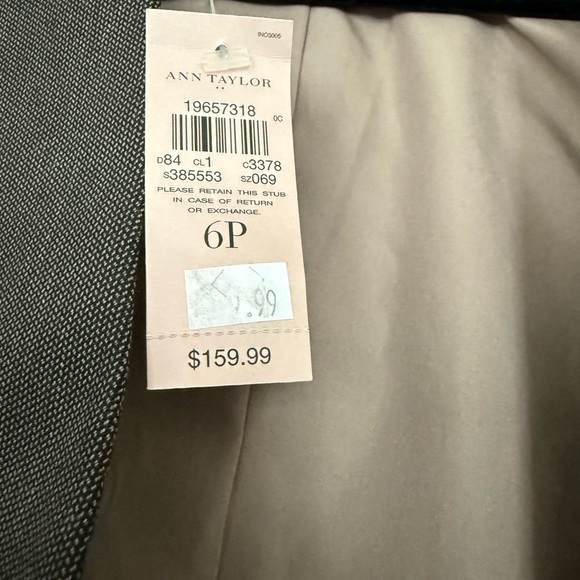 INO3005
ANN TAYLOR
19657318
0C
D84 CL1 C3378
S385553 SZ069
PLEASE RETAIN THIS STUB
IN CASE OF RETURN
OR EXCHANGE.
6P
.99
$159.99